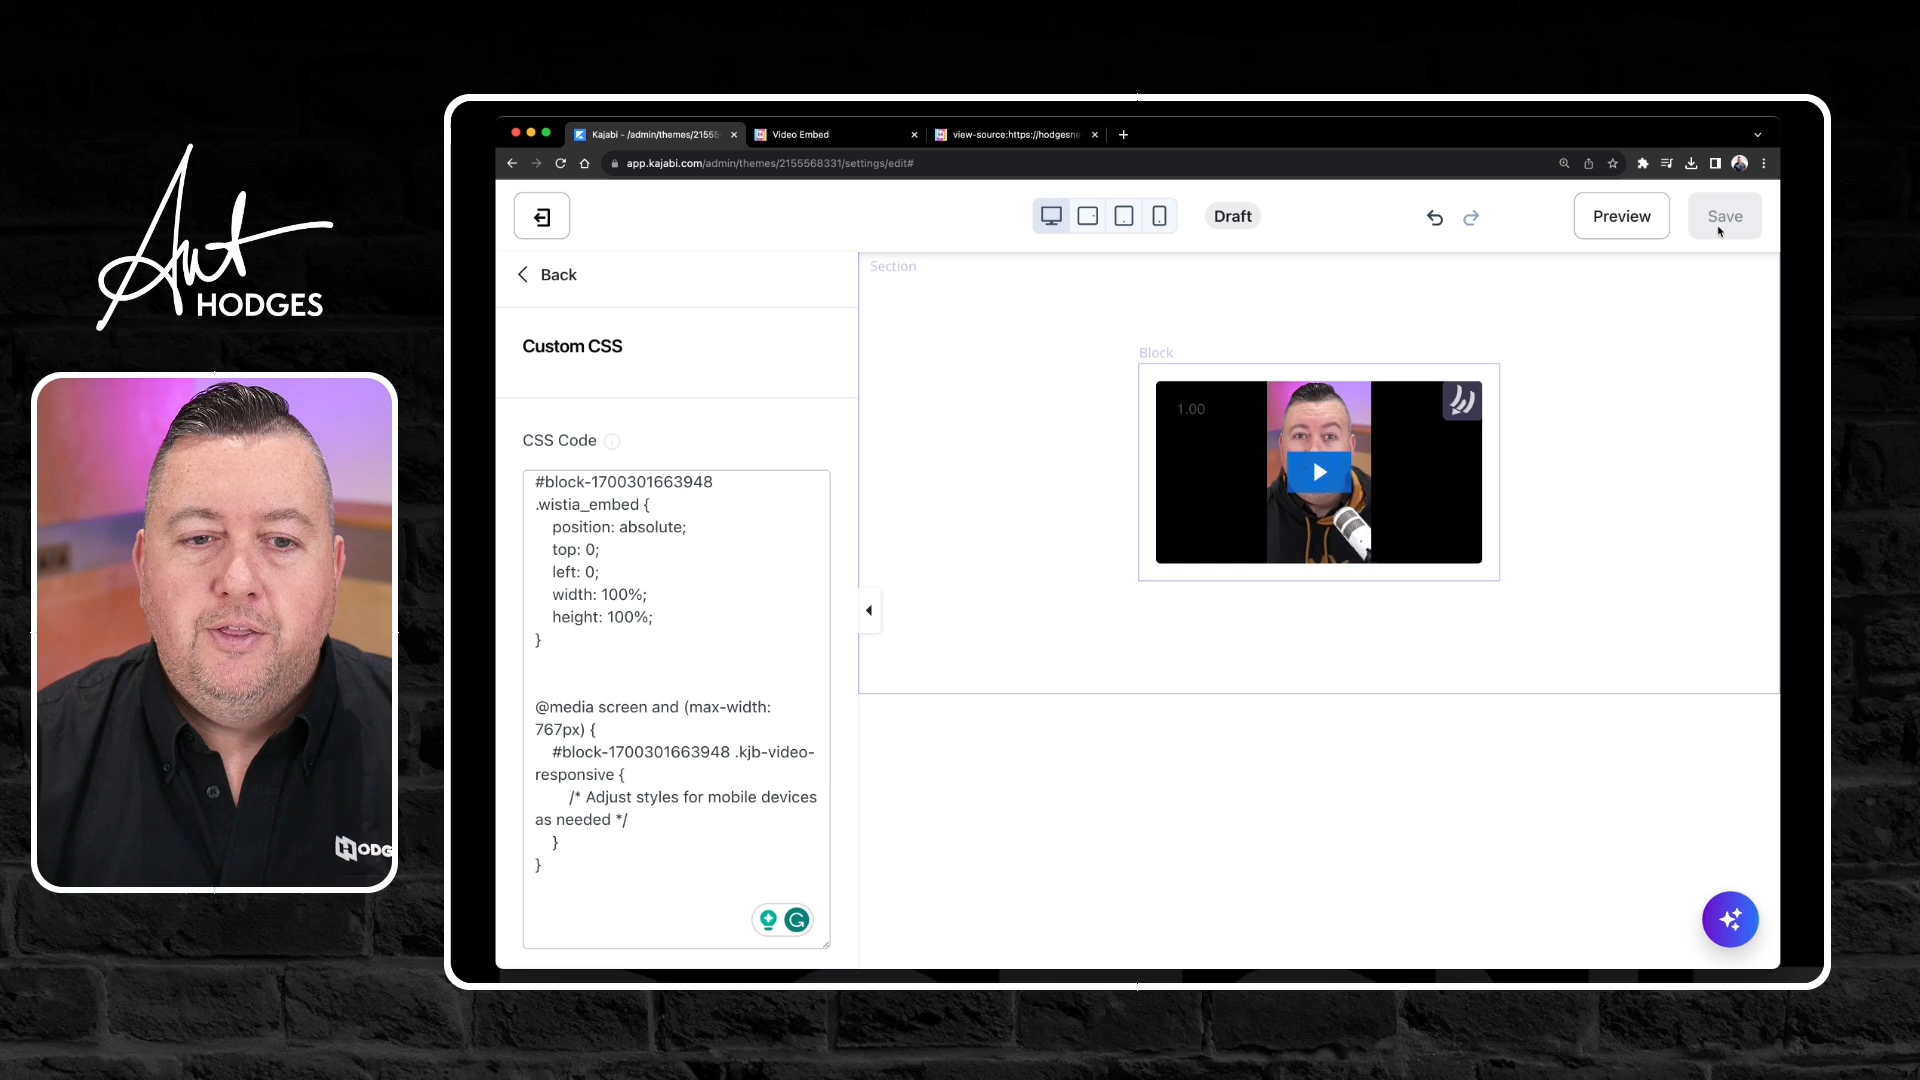 Ant
HODGES
HODG
Kajabi - /admin/themes/21555
Video Embed
view-source:https://hodgesne
app.kajabi.com/admin/themes/2155568331/settings/edit#
Draft
Preview
Save
Back
Custom CSS
CSS Code
#block-1700301663948
.wistia_embed {
position: absolute;
top: 0;
left: 0;
width: 100%;
height: 100%;
}
@media screen and (max-width:
767px) {
#block-1700301663948 .kjb-video-
responsive {
/* Adjust styles for mobile devices
as needed */
}
}
Section
Block
1.00